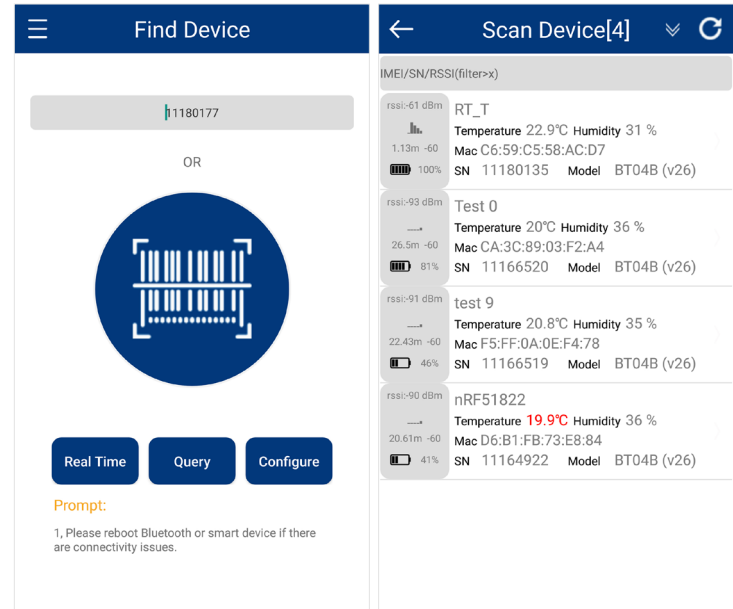 Find Device
11180177
OR
Real Time
Query
Configure
Prompt:
1, Please reboot Bluetooth or smart device if there
are connectivity issues.
Scan Device[4]
IMEI/SN/RSSI(filter>x)
rssi:-61 dBm
1.13m -60
100%
RT_T
Temperature 22.9℃ Humidity 31 %
Mac C6:59:C5:58:AC:D7
SN 11180135 Model BT04B (v26)
rssi:-93 dBm
26.5m -60
81%
Test 0
Temperature 20℃ Humidity 36 %
Mac CA:3C:89:03:F2:A4
SN 11166520 Model BT04B (v26)
rssi:-91 dBm
22.43m -60
46%
test 9
Temperature 20.8℃ Humidity 35 %
Mac F5:FF:0A:0E:F4:78
SN 11166519 Model BT04B (v26)
rssi:-90 dBm
20.61m -60
41%
nRF51822
Temperature 19.9℃ Humidity 36 %
Mac D6:B1:FB:73:E8:84
SN 11164922 Model BT04B (v26)